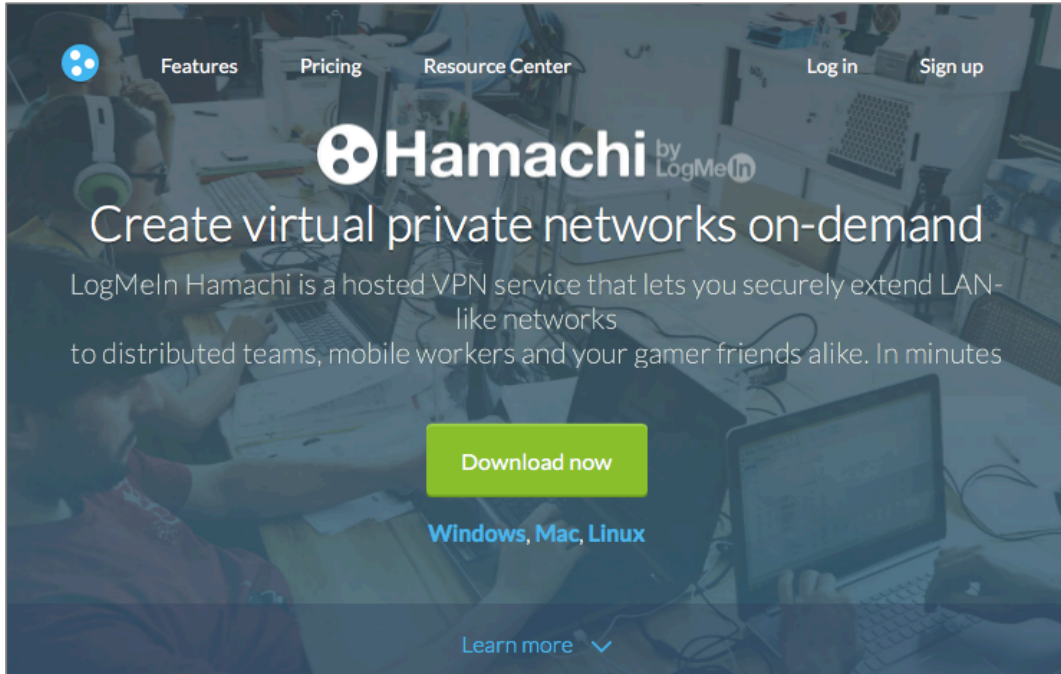 Features Pricing Resource Center Log in Sign up
Hamachi by LogMeIn
Create virtual private networks on-demand
LogMeIn Hamachi is a hosted VPN service that lets you securely extend LAN-
like networks
to distributed teams, mobile workers and your gamer friends alike. In minutes
Download now
Windows, Mac, Linux
Learn more